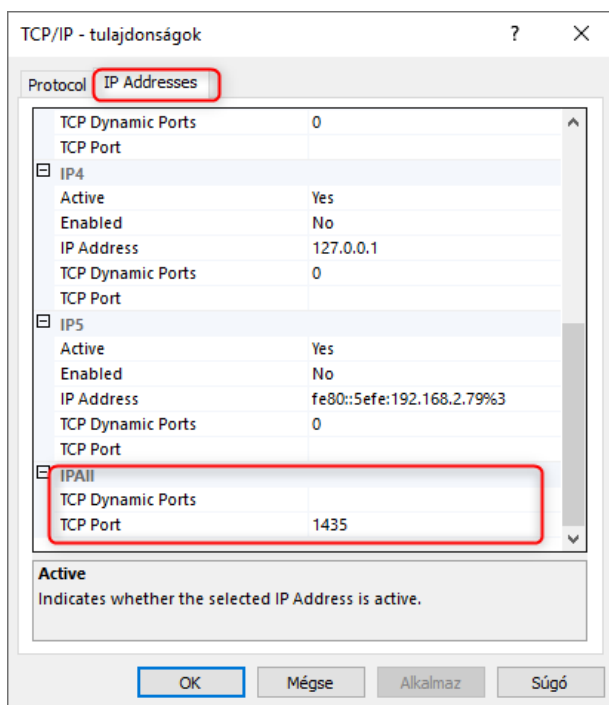 TCP/IP - tulajdonságok
Protocol IP Addresses
TCP Dynamic Ports 0
TCP Port
IP4
Active Yes
Enabled No
IP Address 127.0.0.1
TCP Dynamic Ports 0
TCP Port
IP5
Active Yes
Enabled No
IP Address fe80::5efe:192.168.2.79%3
TCP Dynamic Ports 0
TCP Port
IPAll
TCP Dynamic Ports
TCP Port 1435
Active
Indicates whether the selected IP Address is active.
OK Mégse Alkalmaz Súgó